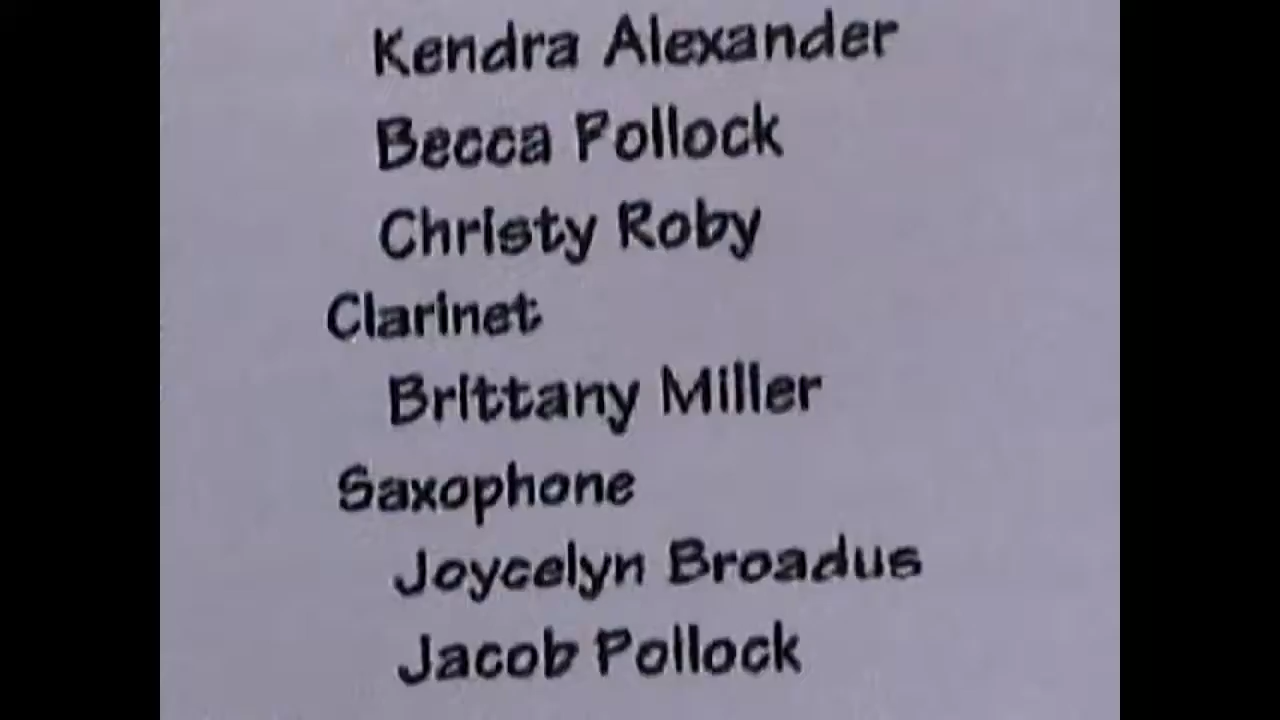 Kendra Alexander
Becca Pollock
Christy Roby
Clarinet
Brittany Miller
Saxophone
Joycelyn Broadus
Jacob Pollock